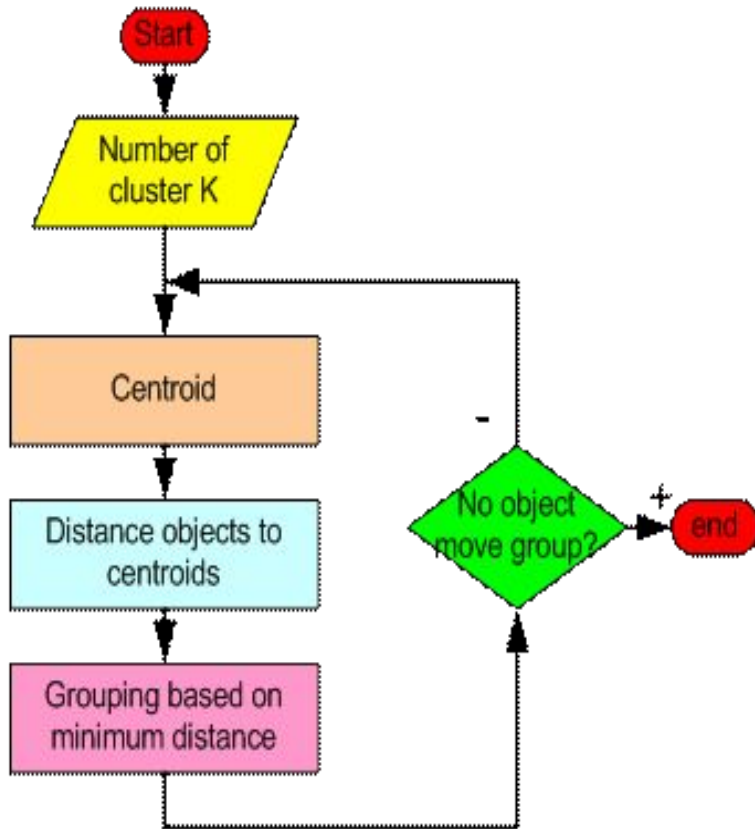 Start
Number of
cluster K
Centroid
Distance objects to
centroids
Grouping based on
minimum distance
-
No object
move group?
+
end